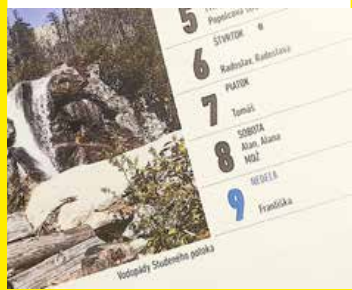 5
Popolcová
6
ŠTVRTOK
Radoslav, Radoslava
7
PIATOK
Tomáš
8
SOBOTA
Alan, Alana
MDŽ
9
NEDEĽA
Františka
Vodopády Studeného potoka